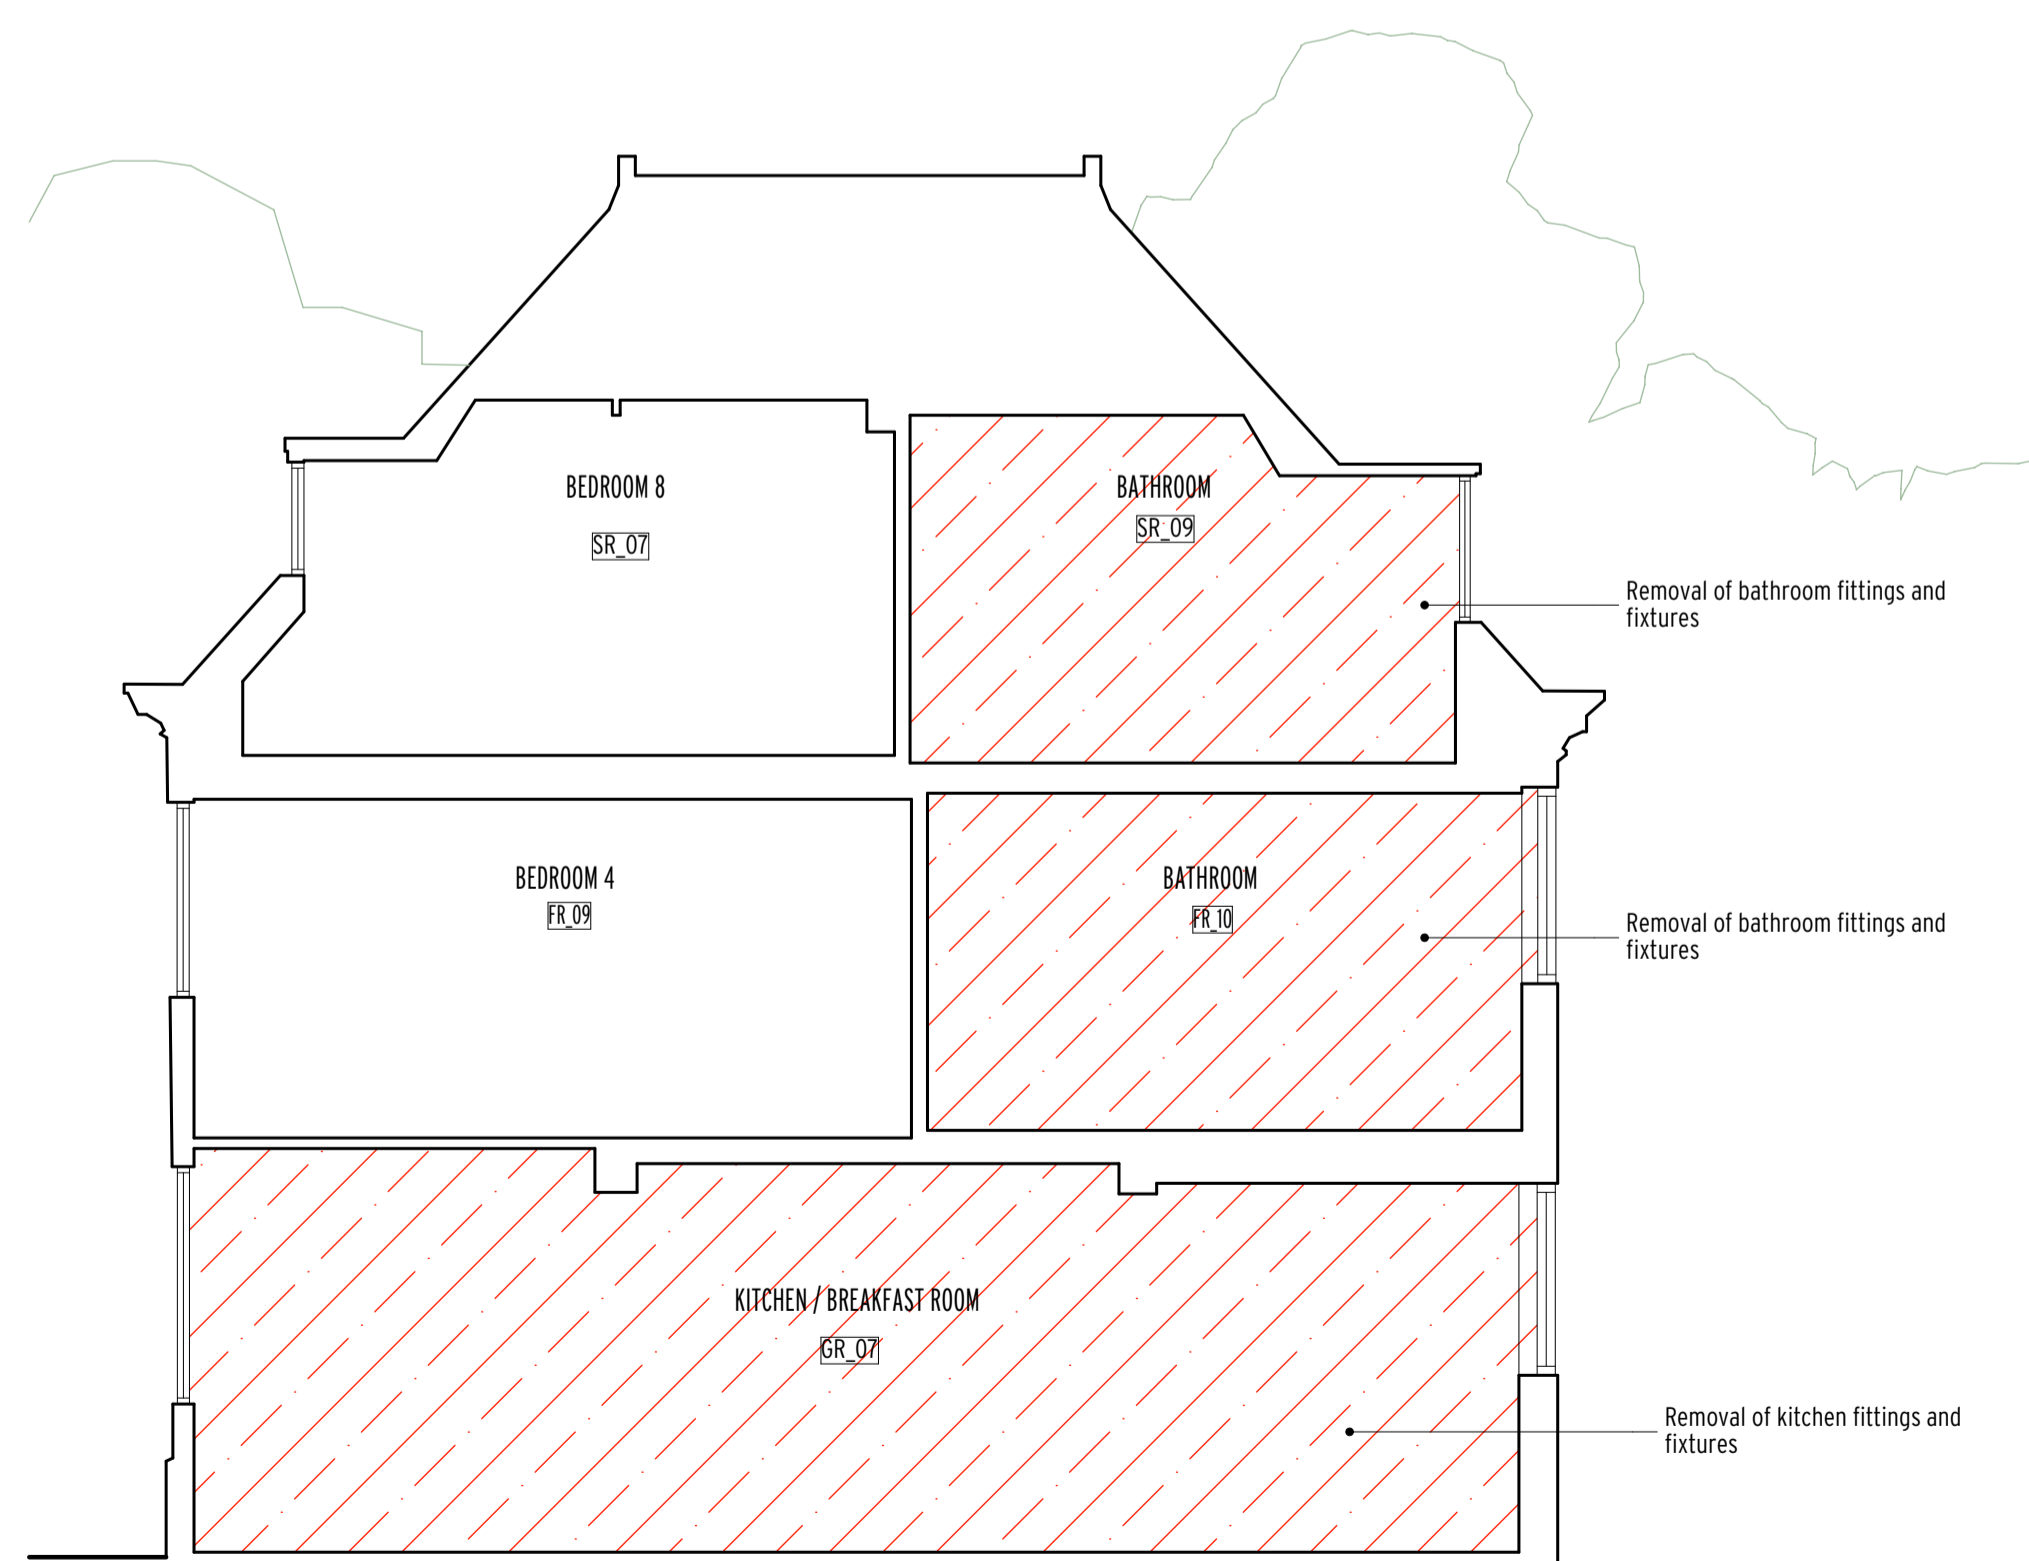 BEDROOM 8
SR_07
BATHROOM
SR_09
Removal of bathroom fittings and
fixtures
BEDROOM 4
FR_09
BATHROOM
FR_10
Removal of bathroom fittings and
fixtures
KITCHEN / BREAKFAST ROOM
GR_07
Removal of kitchen fittings and
fixtures